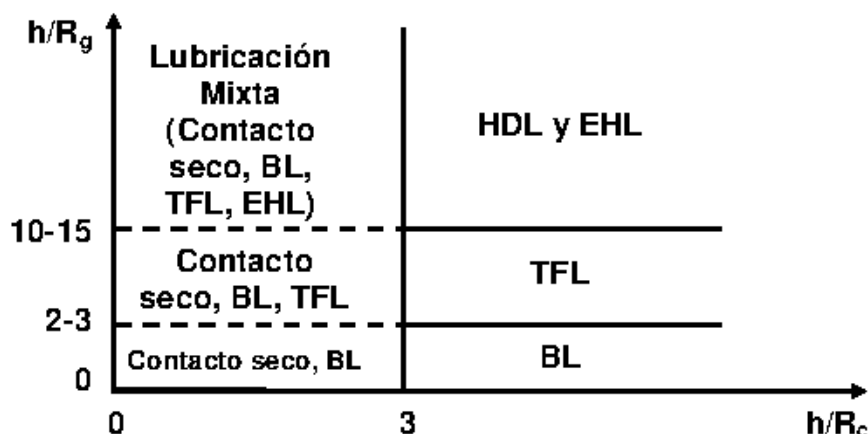 h/Rg
Lubricación
Mixta
(Contacto
seco, BL,
TFL, EHL)
HDL y EHL
10-15
Contacto
seco, BL, TFL
TFL
2-3
Contacto seco, BL
BL
0
0
3